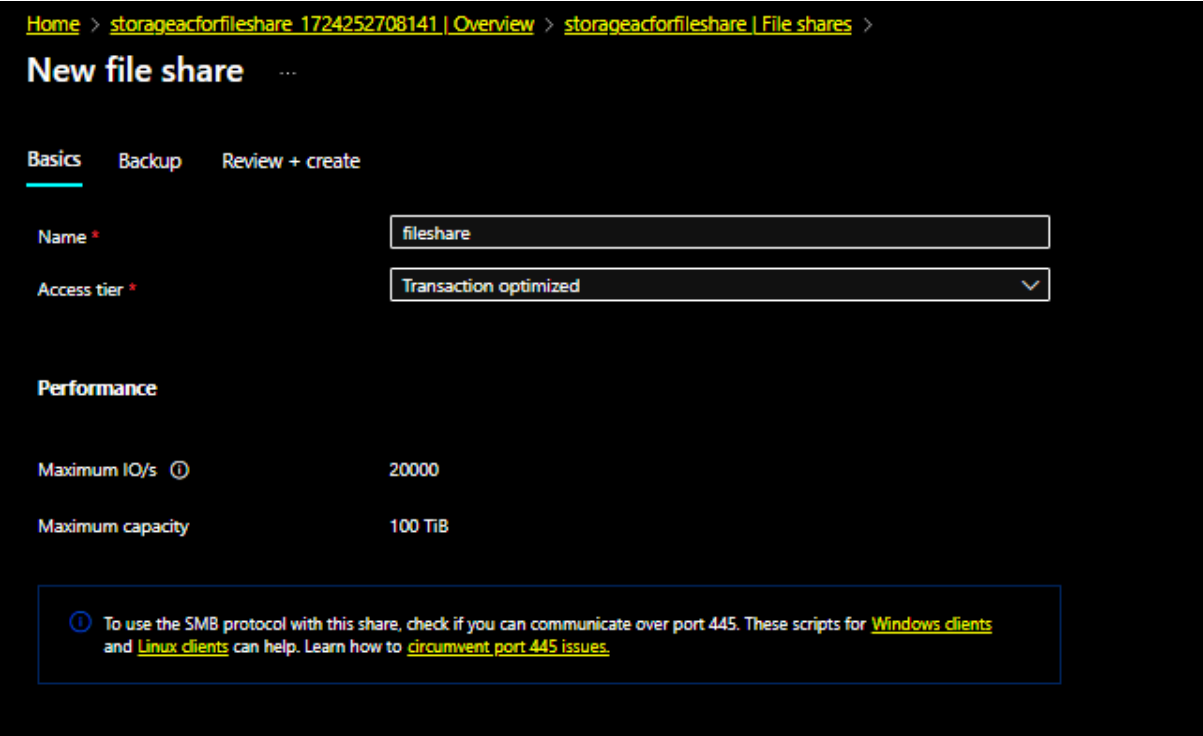 Home > storageacforfileshare_1724252708141 | Overview > storageacforfileshare | File shares >
New file share ...
Basics Backup Review + create
Name * fileshare
Access tier * Transaction optimized
Performance
Maximum IO/s 20000
Maximum capacity 100 TiB
To use the SMB protocol with this share, check if you can communicate over port 445. These scripts for Windows clients
and Linux clients can help. Learn how to circumvent port 445 issues.